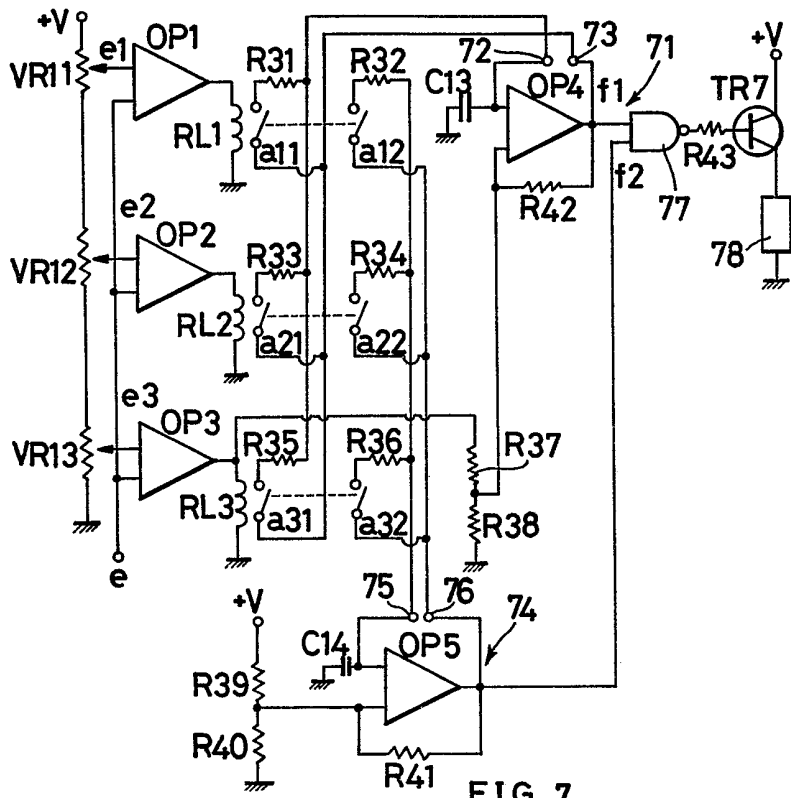 +V
e1
OP1
VR11
R31
R32
72
73
C13
OP4
f1
71
+V
TR7
RL1
a11
a12
R43
f2
77
R42
78
e2
OP2
VR12
R33
R34
RL2
a21
a22
e3
OP3
VR13
R35
R36
R37
RL3
a31
a32
R38
e
+V
75
76
74
C14
OP5
R39
R40
R41
FIG 7